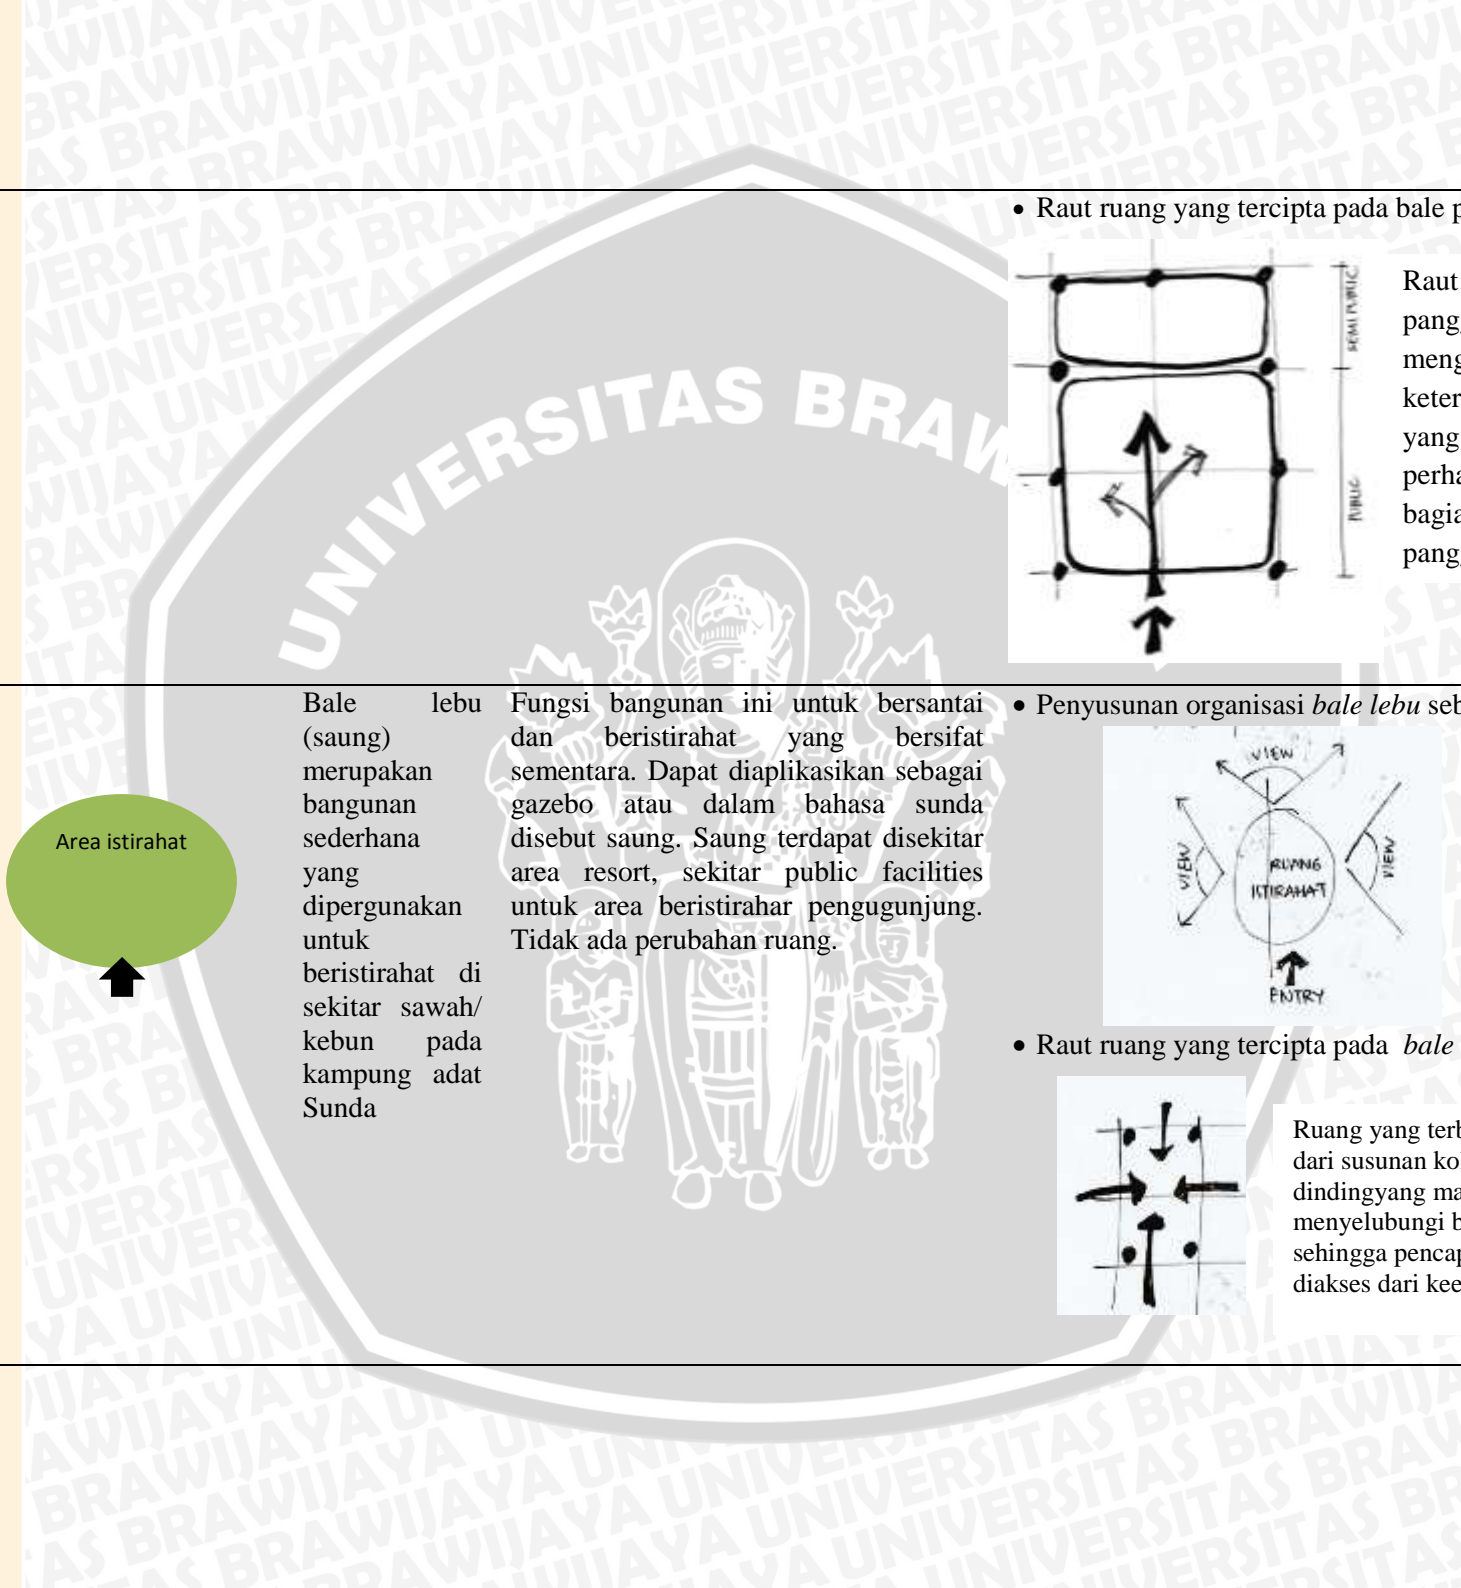 • Raut ruang yang tercipta pada bale p
SEMI PUBLIC
PUBLIC
Raut
pang
meng
keter
yang
perha
bagia
pang
UNIVERSITAS BRAW
Area istirahat
Bale lebu
(saung)
merupakan
bangunan
sederhana
yang
dipergunakan
untuk
beristirahat di
sekitar sawah/
kebun pada
kampung adat
Sunda
Fungsi bangunan ini untuk bersantai
dan beristirahat yang bersifat
sementara. Dapat diaplikasikan sebagai
gazebo atau dalam bahasa sunda
disebut saung. Saung terdapat disekitar
area resort, sekitar public facilities
untuk area beristirahar pengugunjung.
Tidak ada perubahan ruang.
• Penyusunan organisasi bale lebu seb
VIEW
VIEW
VIEW
RUANG
ISTIRAHAT
ENTRY
• Raut ruang yang tercipta pada bale
Ruang yang terb
dari susunan kol
dindingyang ma
menyelubungi b
sehingga pencap
diakses dari kee